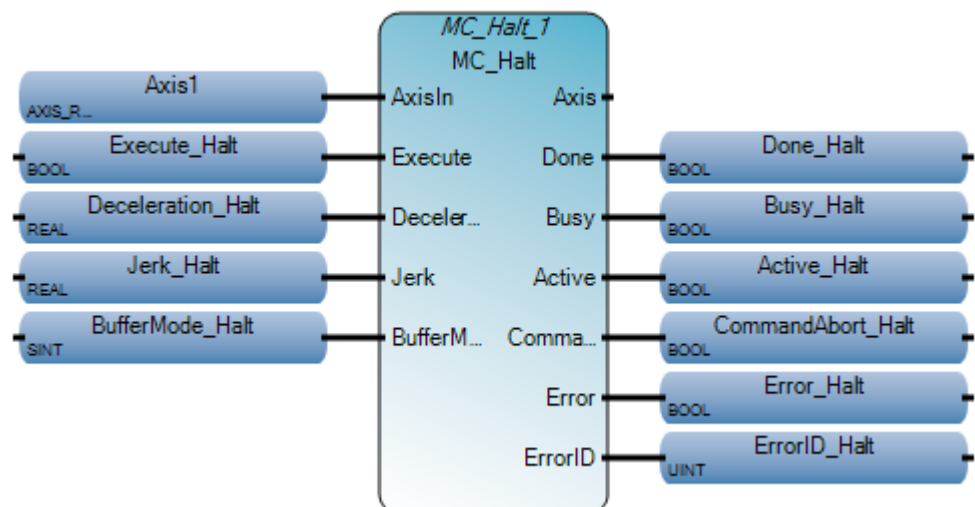 MC_Halt_1
MC_Halt
Axis1
AXIS_R...
AxisIn
Axis
Execute_Halt
BOOL
Execute
Done
Done_Halt
BOOL
Deceleration_Halt
REAL
Deceler...
Busy
Busy_Halt
BOOL
Jerk_Halt
REAL
Jerk
Active
Active_Halt
BOOL
BufferMode_Halt
SINT
BufferM...
Comma...
CommandAbort_Halt
BOOL
Error
Error_Halt
BOOL
ErrorID
ErrorID_Halt
UINT